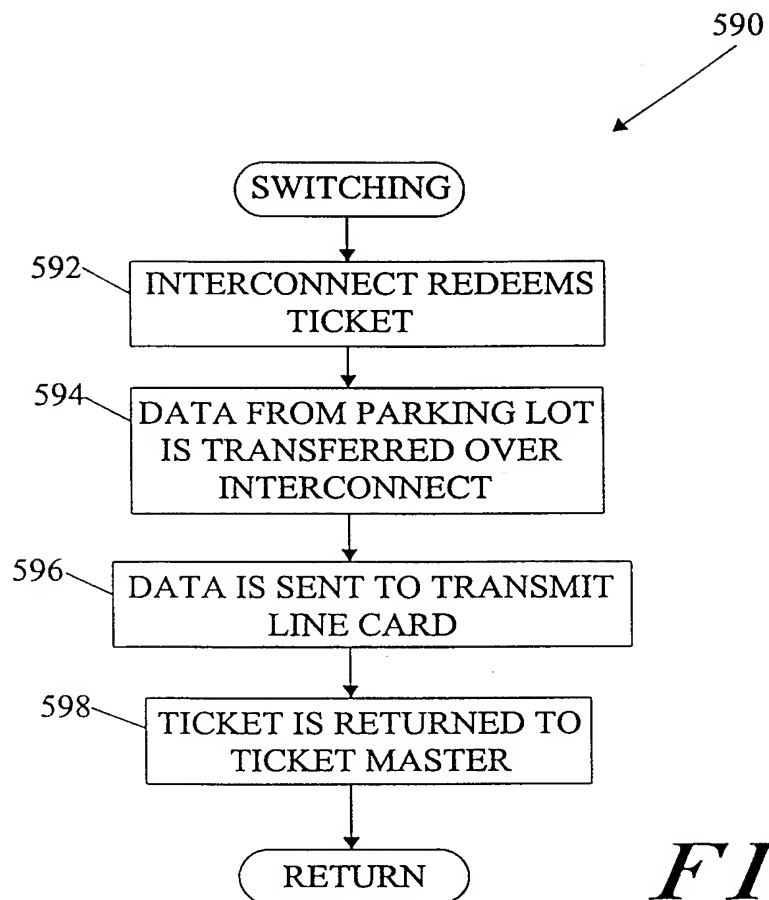 590
SWITCHING
592
INTERCONNECT REDEEMS
TICKET
594
DATA FROM PARKING LOT
IS TRANSFERRED OVER
INTERCONNECT
596
DATA IS SENT TO TRANSMIT
LINE CARD
598
TICKET IS RETURNED TO
TICKET MASTER
RETURN
FI